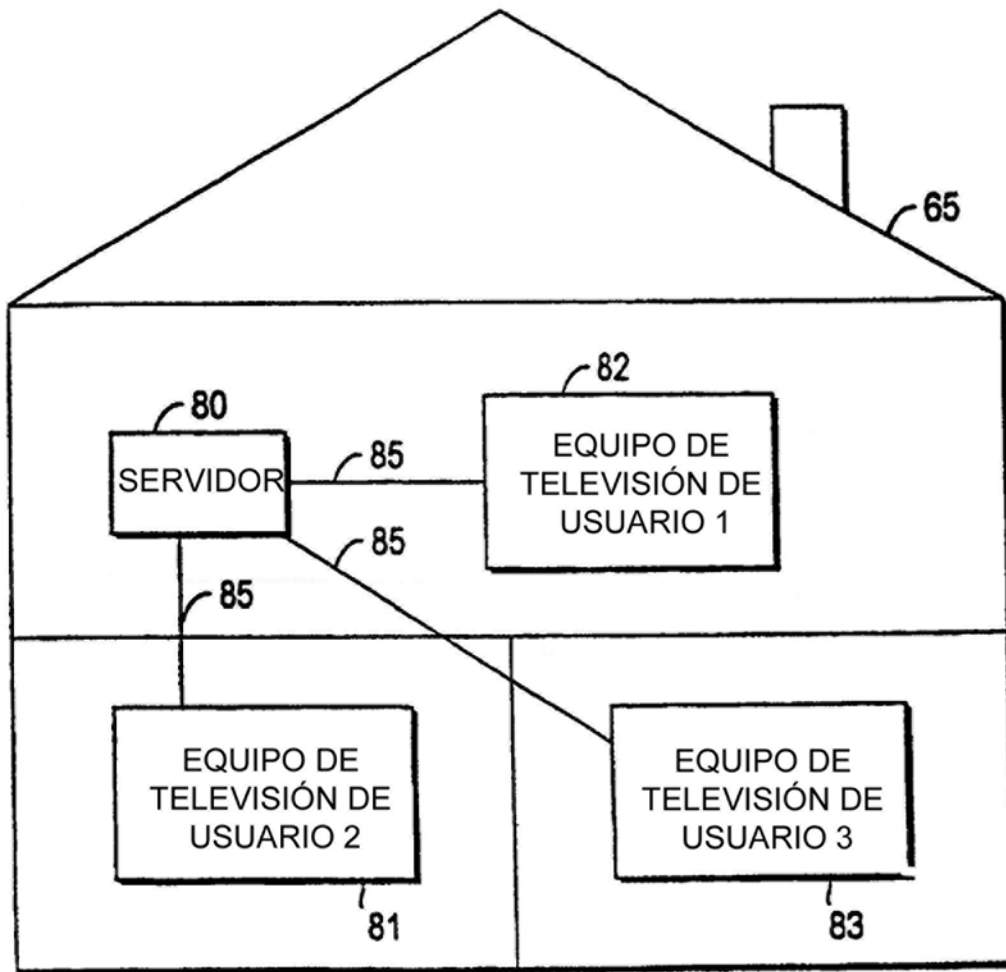 65
82
80
SERVIDOR
85
EQUIPO DE
TELEVISIÓN DE
USUARIO 1
85
85
EQUIPO DE
TELEVISIÓN DE
USUARIO 2
EQUIPO DE
TELEVISIÓN DE
USUARIO 3
81
83